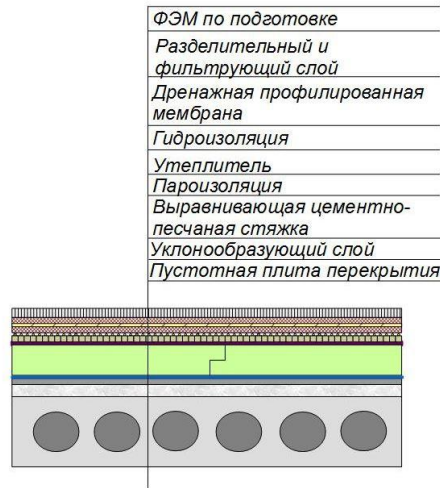 ФЭМ по подготовке
Разделительный и
фильтрующий слой
Дренажная профилированная
мембрана
Гидроизоляция
Утеплитель
Пароизоляция
Выравнивающая цементно-
песчаная стяжка
Уклонообразующий слой
Пустотная плита перекрытия